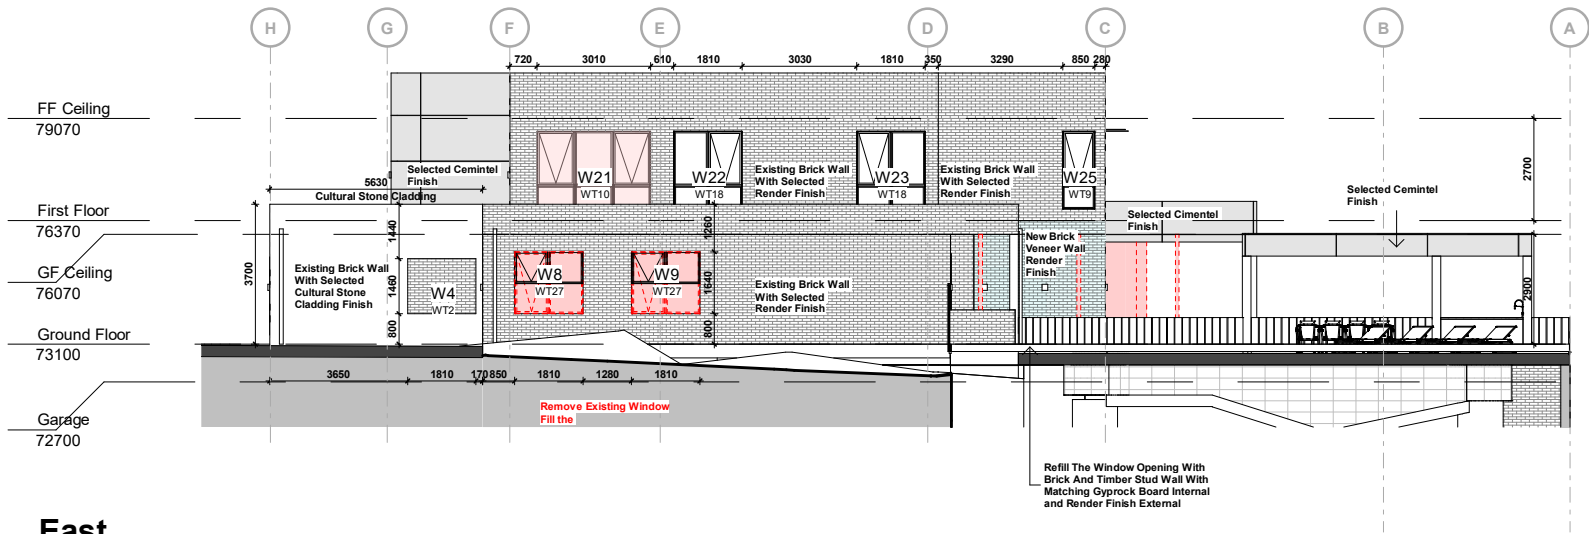 H G F E D C B A
720 3010 610 1810 3030 1810 350 3290 850 280
FF Ceiling
79070
Selected Cemintel
Finish
5630
Cultural Stone Cladding
W21
WT10
W22
WT18
Existing Brick Wall
With Selected
Render Finish
W23
WT18
Existing Brick Wall
With Selected
Render Finish
W25
WT9
2700
Selected Cemintel
Finish
First Floor
76370
1440
1260
Selected Cimentel
Finish
New Brick
Veneer Wall
Render
Finish
3700
Existing Brick Wall
With Selected
Cultural Stone
Cladding Finish
1460
W4
WT2
W8
WT27
W9
WT27
1640
Existing Brick Wall
With Selected
Render Finish
2900
GF Ceiling
76070
800
800
Ground Floor
73100
3650 1810 170 850 1810 1280 1810
Remove Existing Window
Fill the
Garage
72700
Refill The Window Opening With
Brick And Timber Stud Wall With
Matching Gyprock Board Internal
and Render Finish External
East